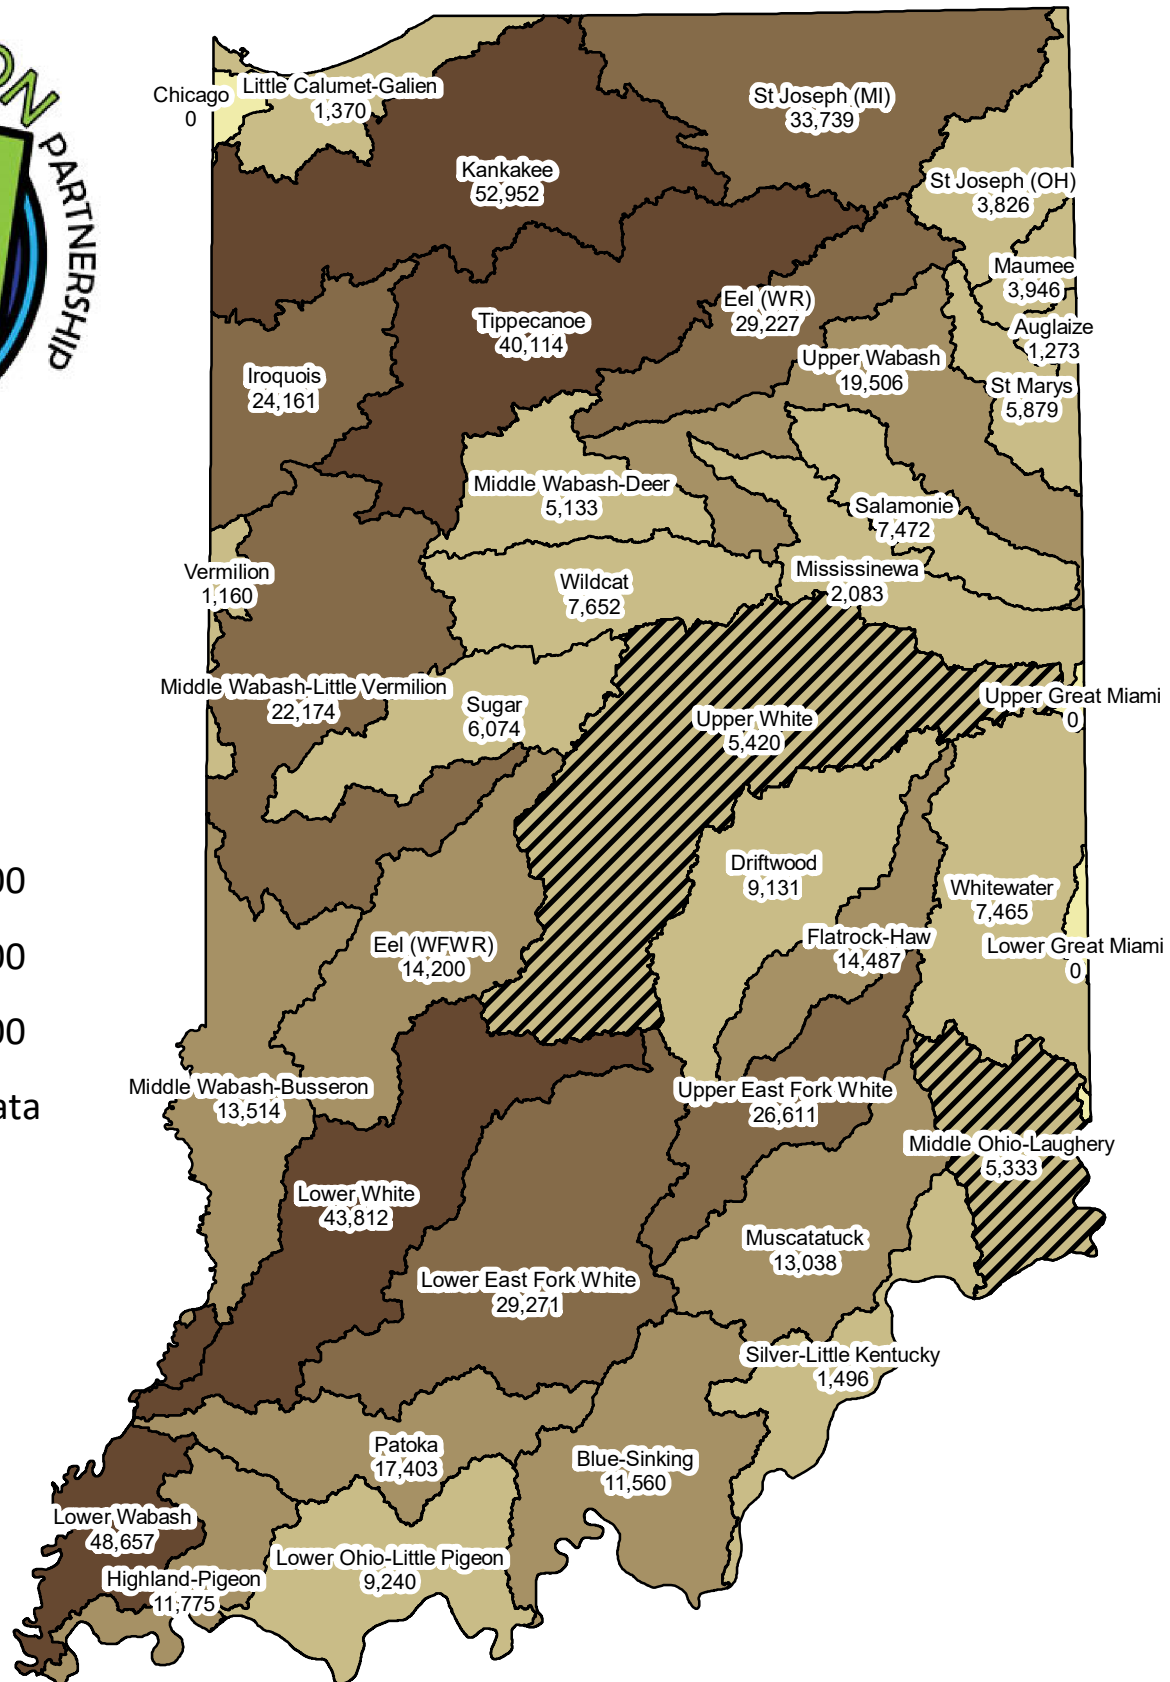 ON
PARTNERSHIP
Chicago
0
Little Calumet-Galien
1,370
St Joseph (MI)
33,739
Kankakee
52,952
St Joseph (OH)
3,826
Maumee
3,946
Eel (WR)
29,227
Tippecanoe
40,114
Auglaize
1,273
Upper Wabash
19,506
Iroquois
24,161
St Marys
5,879
Middle Wabash-Deer
5,133
Salamonie
7,472
Vermilion
1,160
Wildcat
7,652
Mississinewa
2,083
Middle Wabash-Little Vermilion
22,174
Sugar
6,074
Upper White
5,420
Upper Great Miami
0
Driftwood
9,131
00
Whitewater
7,465
Flatrock-Haw
14,487
Eel (WFWR)
14,200
Lower Great Miami
0
00
00
Middle Wabash-Busseron
13,514
Upper East Fork White
26,611
ata
Middle Ohio-Laughery
5,333
Lower White
43,812
Muscatatuck
13,038
Lower East Fork White
29,271
Silver-Little Kentucky
1,496
Patoka
17,403
Blue-Sinking
11,560
Lower Wabash
48,657
Lower Ohio-Little Pigeon
9,240
Highland-Pigeon
11,775